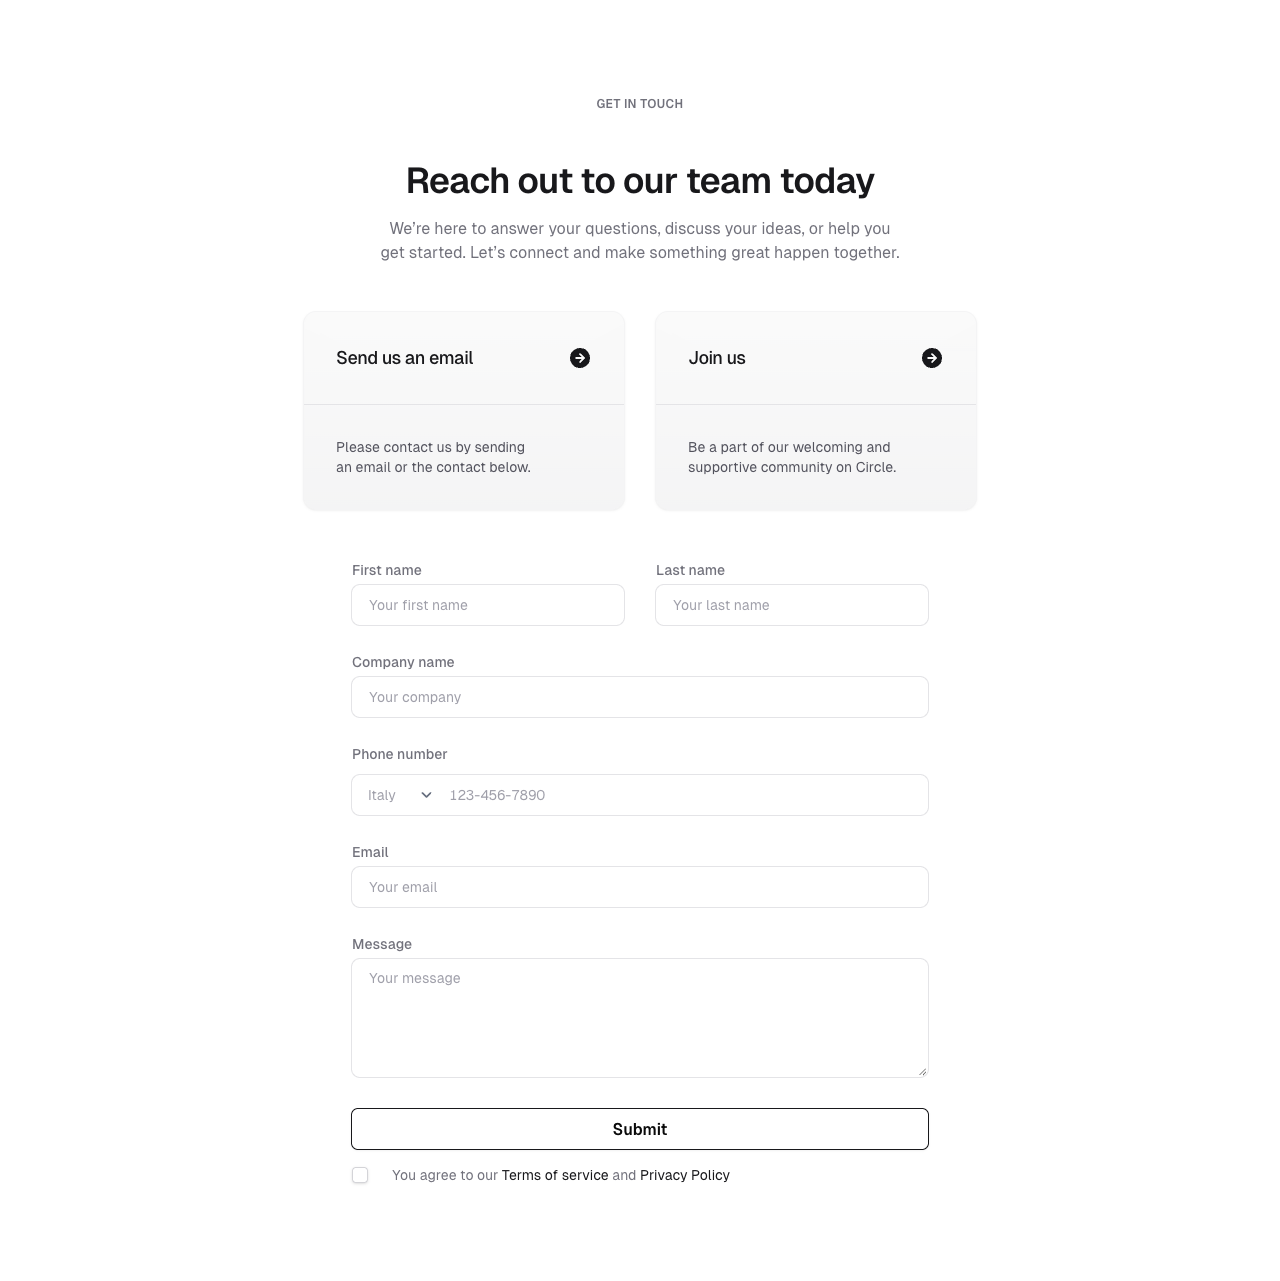 GET IN TOUCH
Reach out to our team today
We’re here to answer your questions, discuss your ideas, or help you
get started. Let’s connect and make something great happen together.
Send us an email
Please contact us by sending
an email or the contact below.
Join us
Be a part of our welcoming and
supportive community on Circle.
First name
Your first name
Last name
Your last name
Company name
Your company
Phone number
Italy 123-456-7890
Email
Your email
Message
Your message
Submit
You agree to our Terms of service and Privacy Policy